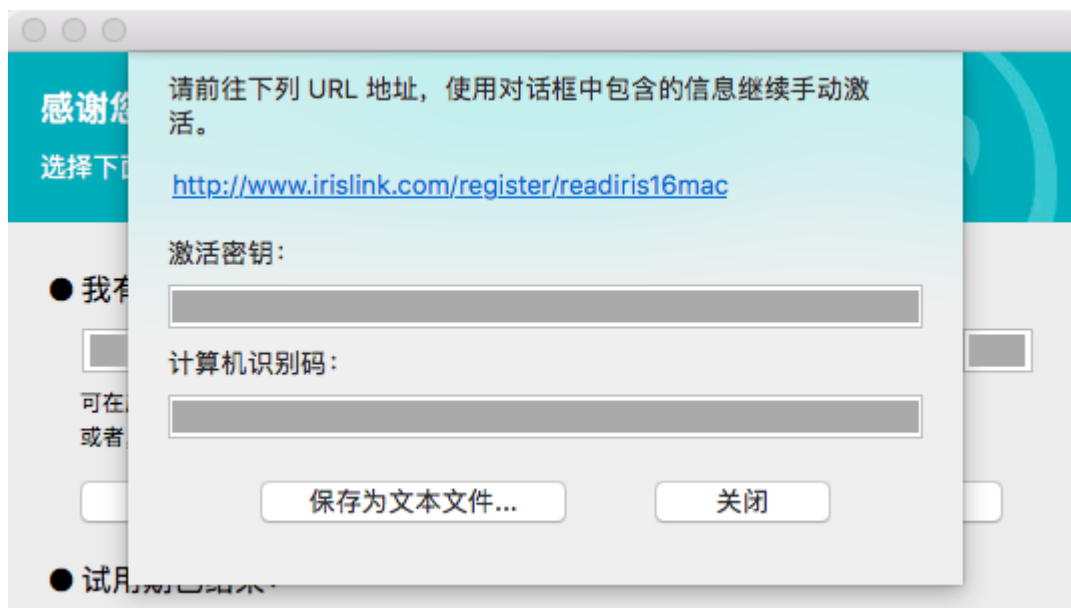 感谢
选择下
请前往下列 URL 地址，使用对话框中包含的信息继续手动激
活。
http://www.irislink.com/register/readiris16mac
激活密钥：
● 我有
计算机识别码：
可在
或者，
保存为文本文件...
关闭
● 试用